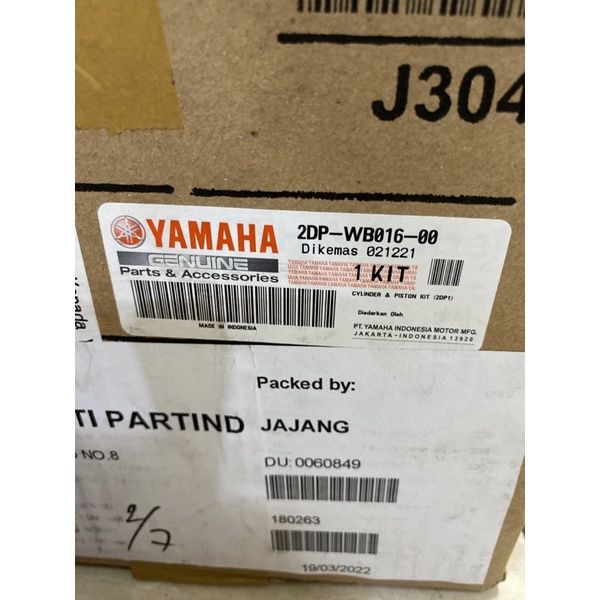 J304
YAMAHA
GENUINE
Parts & Accessories
2DP-WB016-00
Dikemas 021221
1 KIT
CYLINDER & PISTON KIT (2DP1)
Diedarkan Oleh
PT. YAMAHA INDONESIA MOTOR MFG.
JAKARTA-INDONESIA 13920
MADE IN INDONESIA
Kepada
Packed by:
TI PARTIND
JAJANG
NO.8
DU: 0060849
2/7
180263
19/03/2022